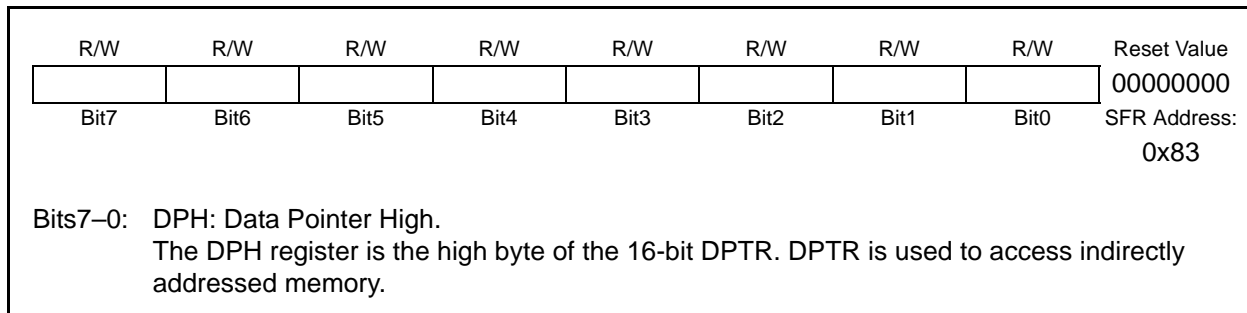 R/W R/W R/W R/W R/W R/W R/W R/W Reset Value
00000000
Bit7 Bit6 Bit5 Bit4 Bit3 Bit2 Bit1 Bit0 SFR Address:
0x83
Bits7–0: DPH: Data Pointer High.
The DPH register is the high byte of the 16-bit DPTR. DPTR is used to access indirectly
addressed memory.